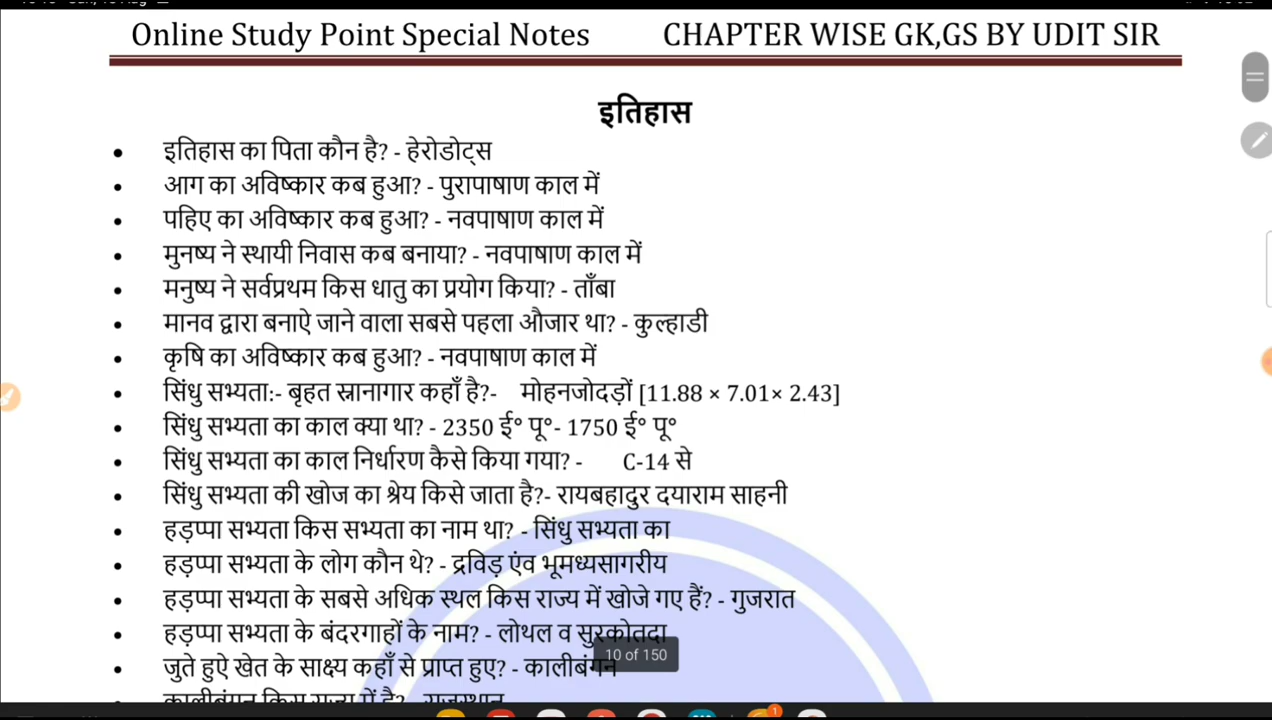 Online Study Point Special Notes CHAPTER WISE GK,GS BY UDIT SIR
इतिहास
• इतिहास का पिता कौन है? - हेरोडोट्स
• आग का अविष्कार कब हुआ? - पुरापाषाण काल में
• पहिए का अविष्कार कब हुआ? - नवपाषाण काल में
• मुनष्य ने स्थायी निवास कब बनाया? - नवपाषाण काल में
• मनुष्य ने सर्वप्रथम किस धातु का प्रयोग किया? - ताँबा
• मानव द्वारा बनाऐ जाने वाला सबसे पहला औजार था? - कुल्हाडी
• कृषि का अविष्कार कब हुआ? - नवपाषाण काल में
• सिंधु सभ्यताः- बृहत स्नानागार कहाँ है?- मोहनजोदड़ों [11.88 × 7.01× 2.43]
• सिंधु सभ्यता का काल क्या था? - 2350 ई° पू°- 1750 ई° पू°
• सिंधु सभ्यता का काल निर्धारण कैसे किया गया? - C-14 से
• सिंधु सभ्यता की खोज का श्रेय किसे जाता है?- रायबहादुर दयाराम साहनी
• हड़प्पा सभ्यता किस सभ्यता का नाम था? - सिंधु सभ्यता का
• हड़प्पा सभ्यता के लोग कौन थे? - द्रविड़ एंव भूमध्यसागरीय
• हड़प्पा सभ्यता के सबसे अधिक स्थल किस राज्य में खोजे गए हैं? - गुजरात
• हड़प्पा सभ्यता के बंदरगाहों के नाम? - लोथल व सुरकोतदा
10 of 150
• जुते हुऐ खेत के साक्ष्य कहाँ से प्राप्त हुए? - कालीबंगन
• कालीबंगन किस राज्य में है? राजस्थान